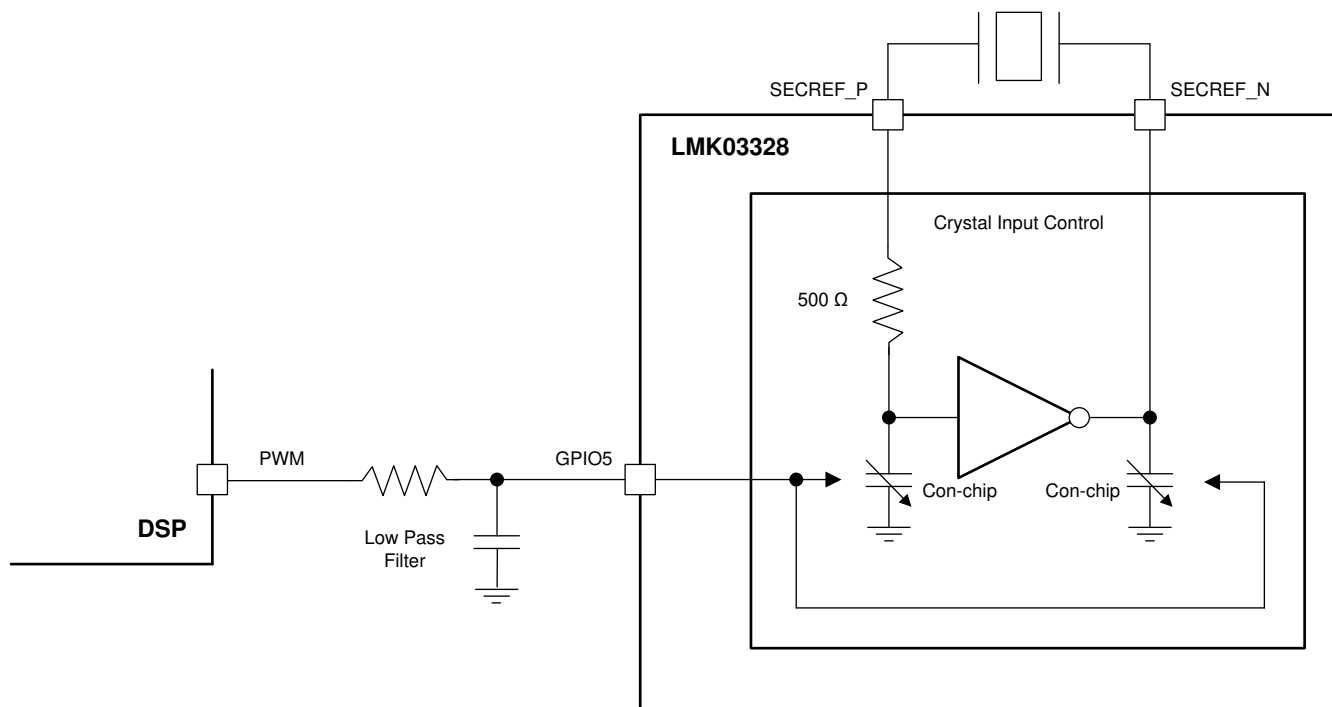 SECREF_P
SECREF_N
LMK03328
Crystal Input Control
500 Ω
PWM
GPIO5
Con-chip
Con-chip
DSP
Low Pass
Filter